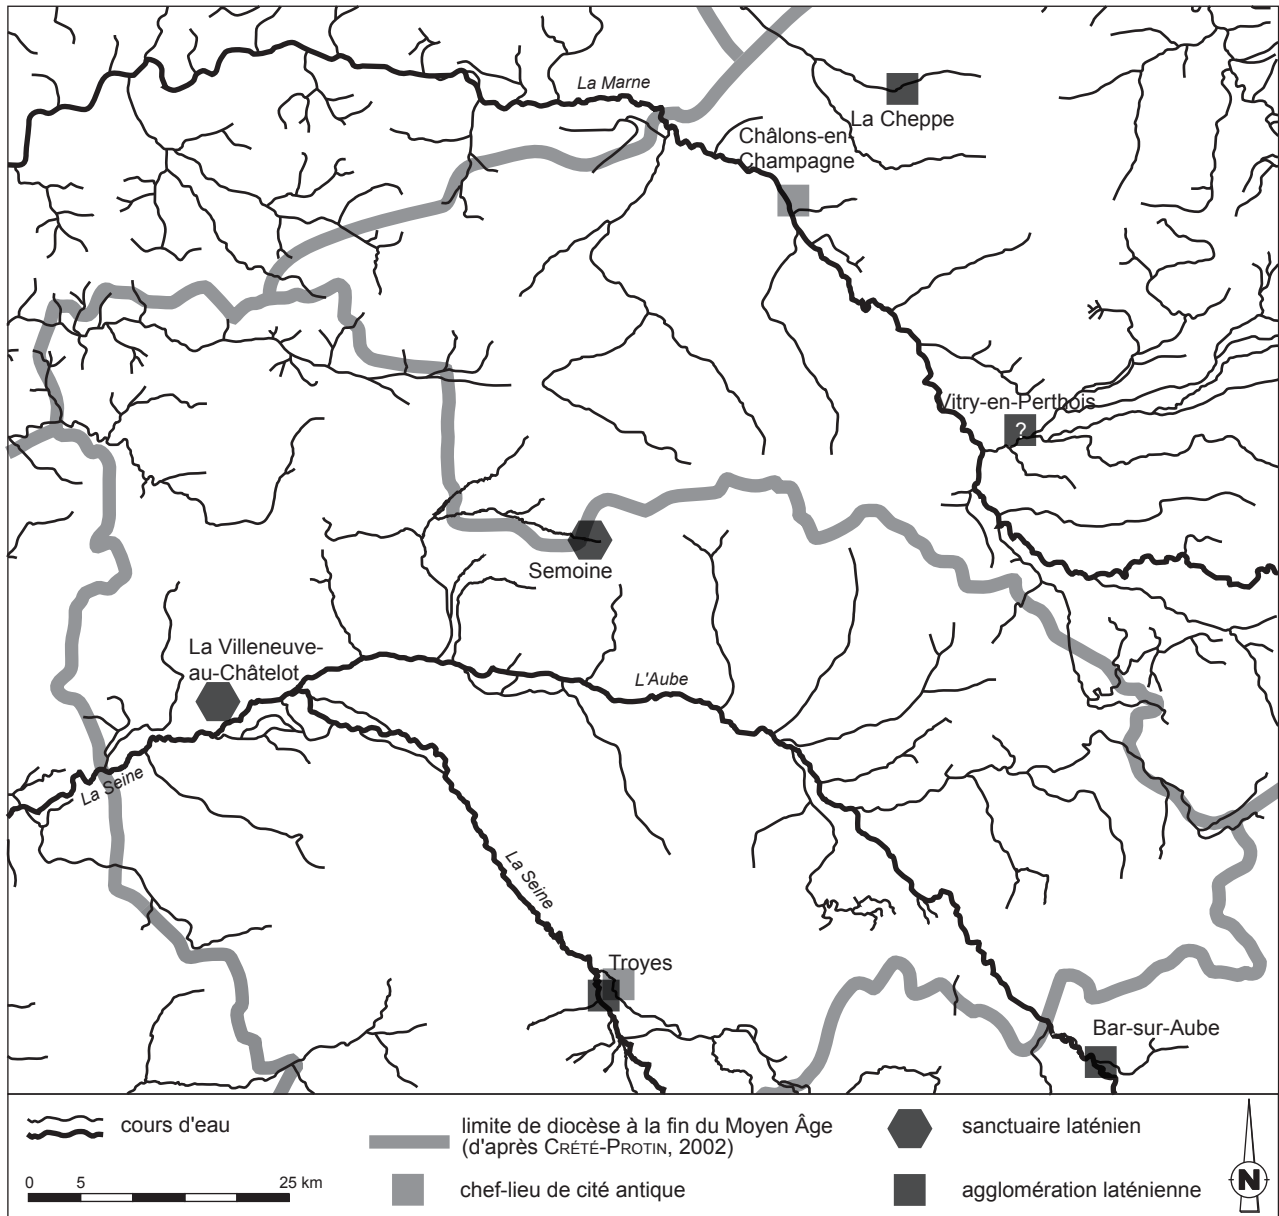 La Marne
La Cheppe
Châlons-en
Champagne
Vitry-en-Perthois
?
Semoine
La Villeneuve-
au-Châtelot
L'Aube
La Seine
La Seine
Troyes
Bar-sur-Aube
cours d'eau
limite de diocèse à la fin du Moyen Âge
(d'après CRÉTÉ-PROTIN, 2002)
sanctuaire laténien
0 5 25 km
chef-lieu de cité antique
agglomération laténienne
N